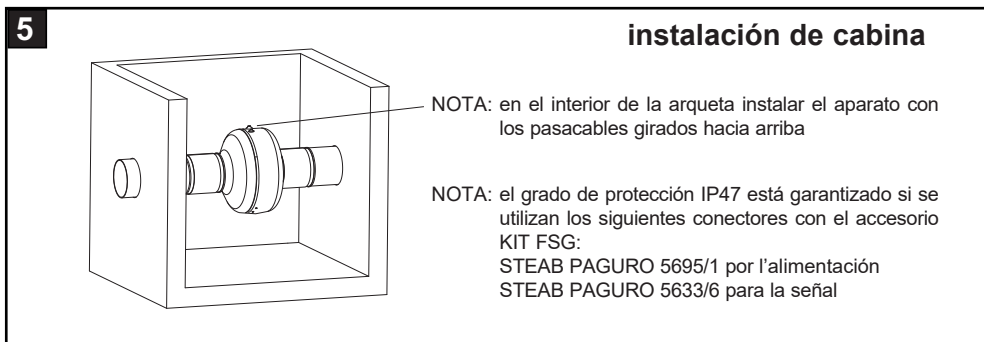 5
instalación de cabina
NOTA: en el interior de la arqueta instalar el aparato con
los pasacables girados hacia arriba
NOTA: el grado de protección IP47 está garantizado si se
utilizan los siguientes conectores con el accesorio
KIT FSG:
STEAB PAGURO 5695/1 por l’alimentación
STEAB PAGURO 5633/6 para la señal